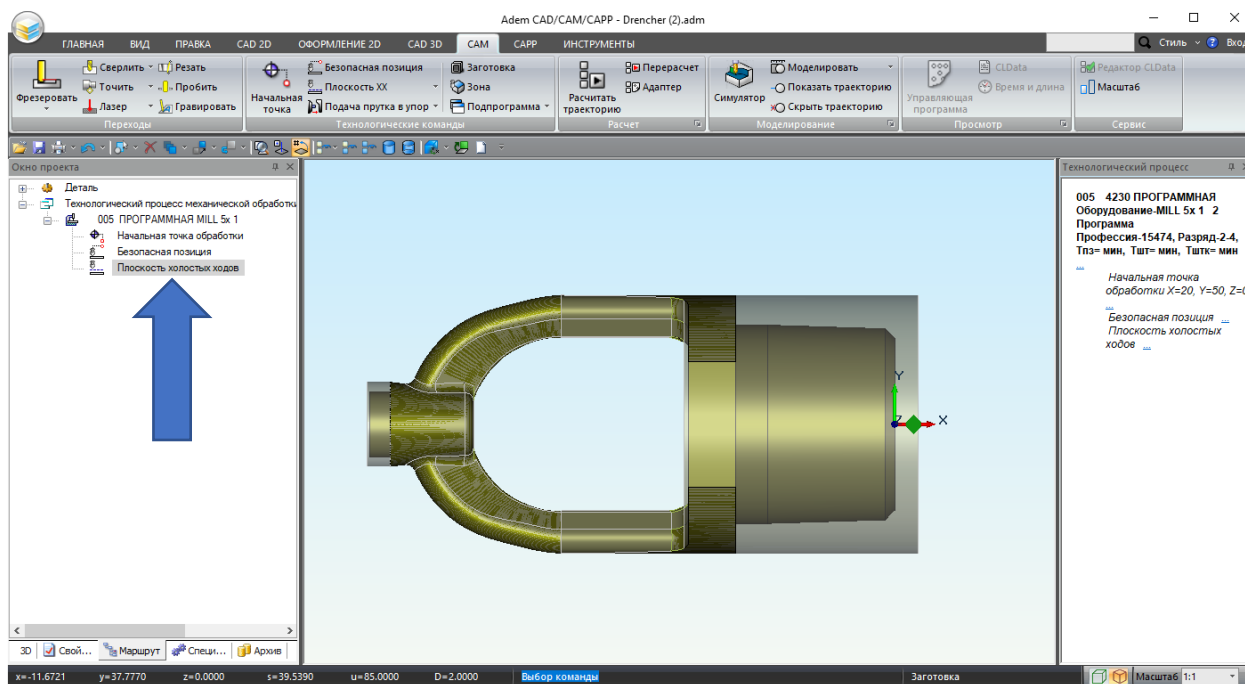 Adem CAD/CAM/CAPP - Drencher (2).adm
ГЛАВНАЯ ВИД ПРАВКА CAD 2D ОФОРМЛЕНИЕ 2D CAD 3D CAM CAPP ИНСТРУМЕНТЫ Стиль Вход
Фрезеровать
Сверлить Резать
Точить Пробить
Лазер Гравировать
Переходы
Начальная
точка
Безопасная позиция
Плоскость ХХ
Подача прутка в упор
Заготовка
Зона
Подпрограмма
Технологические команды
Расчитать
траекторию
Перерасчет
Адаптер
Расчет
Симулятор
Моделировать
Показать траекторию
Скрыть траекторию
Моделирование
Управляющая
программа
CLData
Время и длина
Просмотр
Редактор CLData
Масштаб
Сервис
Окно проекта
Деталь
Технологический процесс механической обработки
005 ПРОГРАММНАЯ MILL 5x 1
Начальная точка обработки
Безопасная позиция
Плоскость холостых ходов
3D Свой... Маршрут Специ... Архив
Y
Z X
Технологический процесс
005 4230 ПРОГРАММНАЯ
Оборудование-MILL 5x 1 2
Программа
Профессия-15474, Разряд-2-4,
Тпз= мин, Тшт= мин, Тштк= мин
...
Начальная точка
обработки X=20, Y=50, Z=0
...
Безопасная позиция ...
Плоскость холостых
ходов ...
x=-11.6721 y=37.7770 z=0.0000 s=39.5390 u=85.0000 D=2.0000 Выбор команды Заготовка Масштаб 1:1